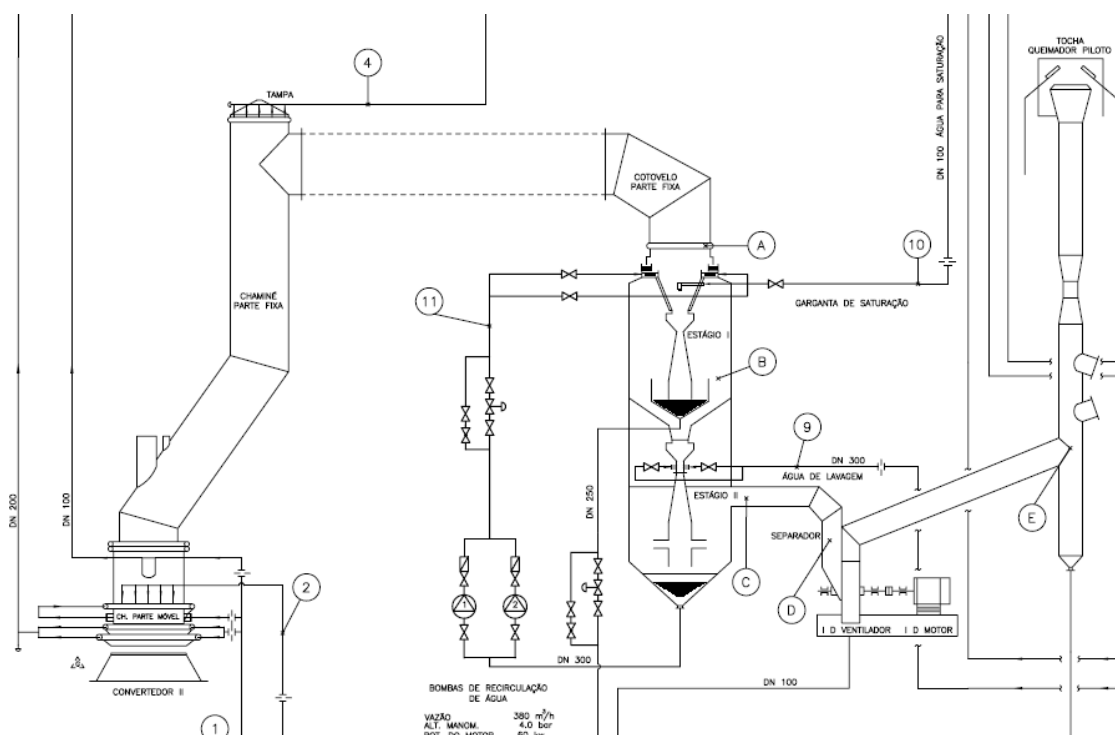 TOCHA
QUEIMADOR PILOTO
4
TAMPA
DN 100 ÁGUA PARA SATURAÇÃO
COTOVELO
PARTE FIXA
A
10
CHAMINÉ
PARTE FIXA
11
GARGANTA DE SATURAÇÃO
ESTÁGIO I
B
9
DN 300
ÁGUA DE LAVAGEM
DN 200
DN 100
DN 250
ESTÁGIO II
SEPARADOR
E
C
D
2
1
2
CH. PARTE MÓVEL
I D VENTILADOR
I D MOTOR
DN 300
DN 100
CONVERTEDOR II
BOMBAS DE RECIRCULAÇÃO
DE ÁGUA
1
VAZÃO 380 m³/h
ALT. MANOM. 4.0 bar